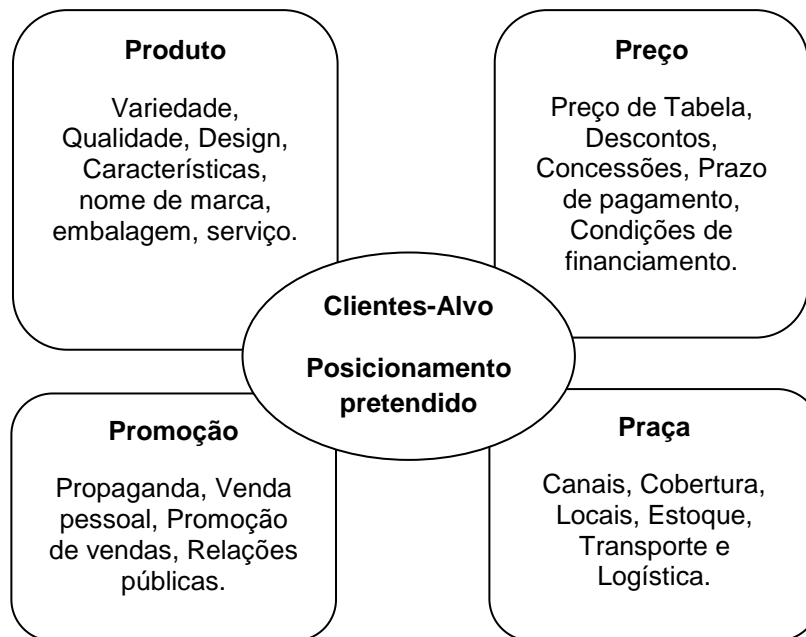 Produto
Variedade,
Qualidade, Design,
Características,
nome de marca,
embalagem, serviço.
Preço
Preço de Tabela,
Descontos,
Concessões, Prazo
de pagamento,
Condições de
financiamento.
Clientes-Alvo
Posicionamento
pretendido
Promoção
Propaganda, Venda
pessoal, Promoção
de vendas, Relações
públicas.
Praça
Canais, Cobertura,
Locais, Estoque,
Transporte e
Logística.